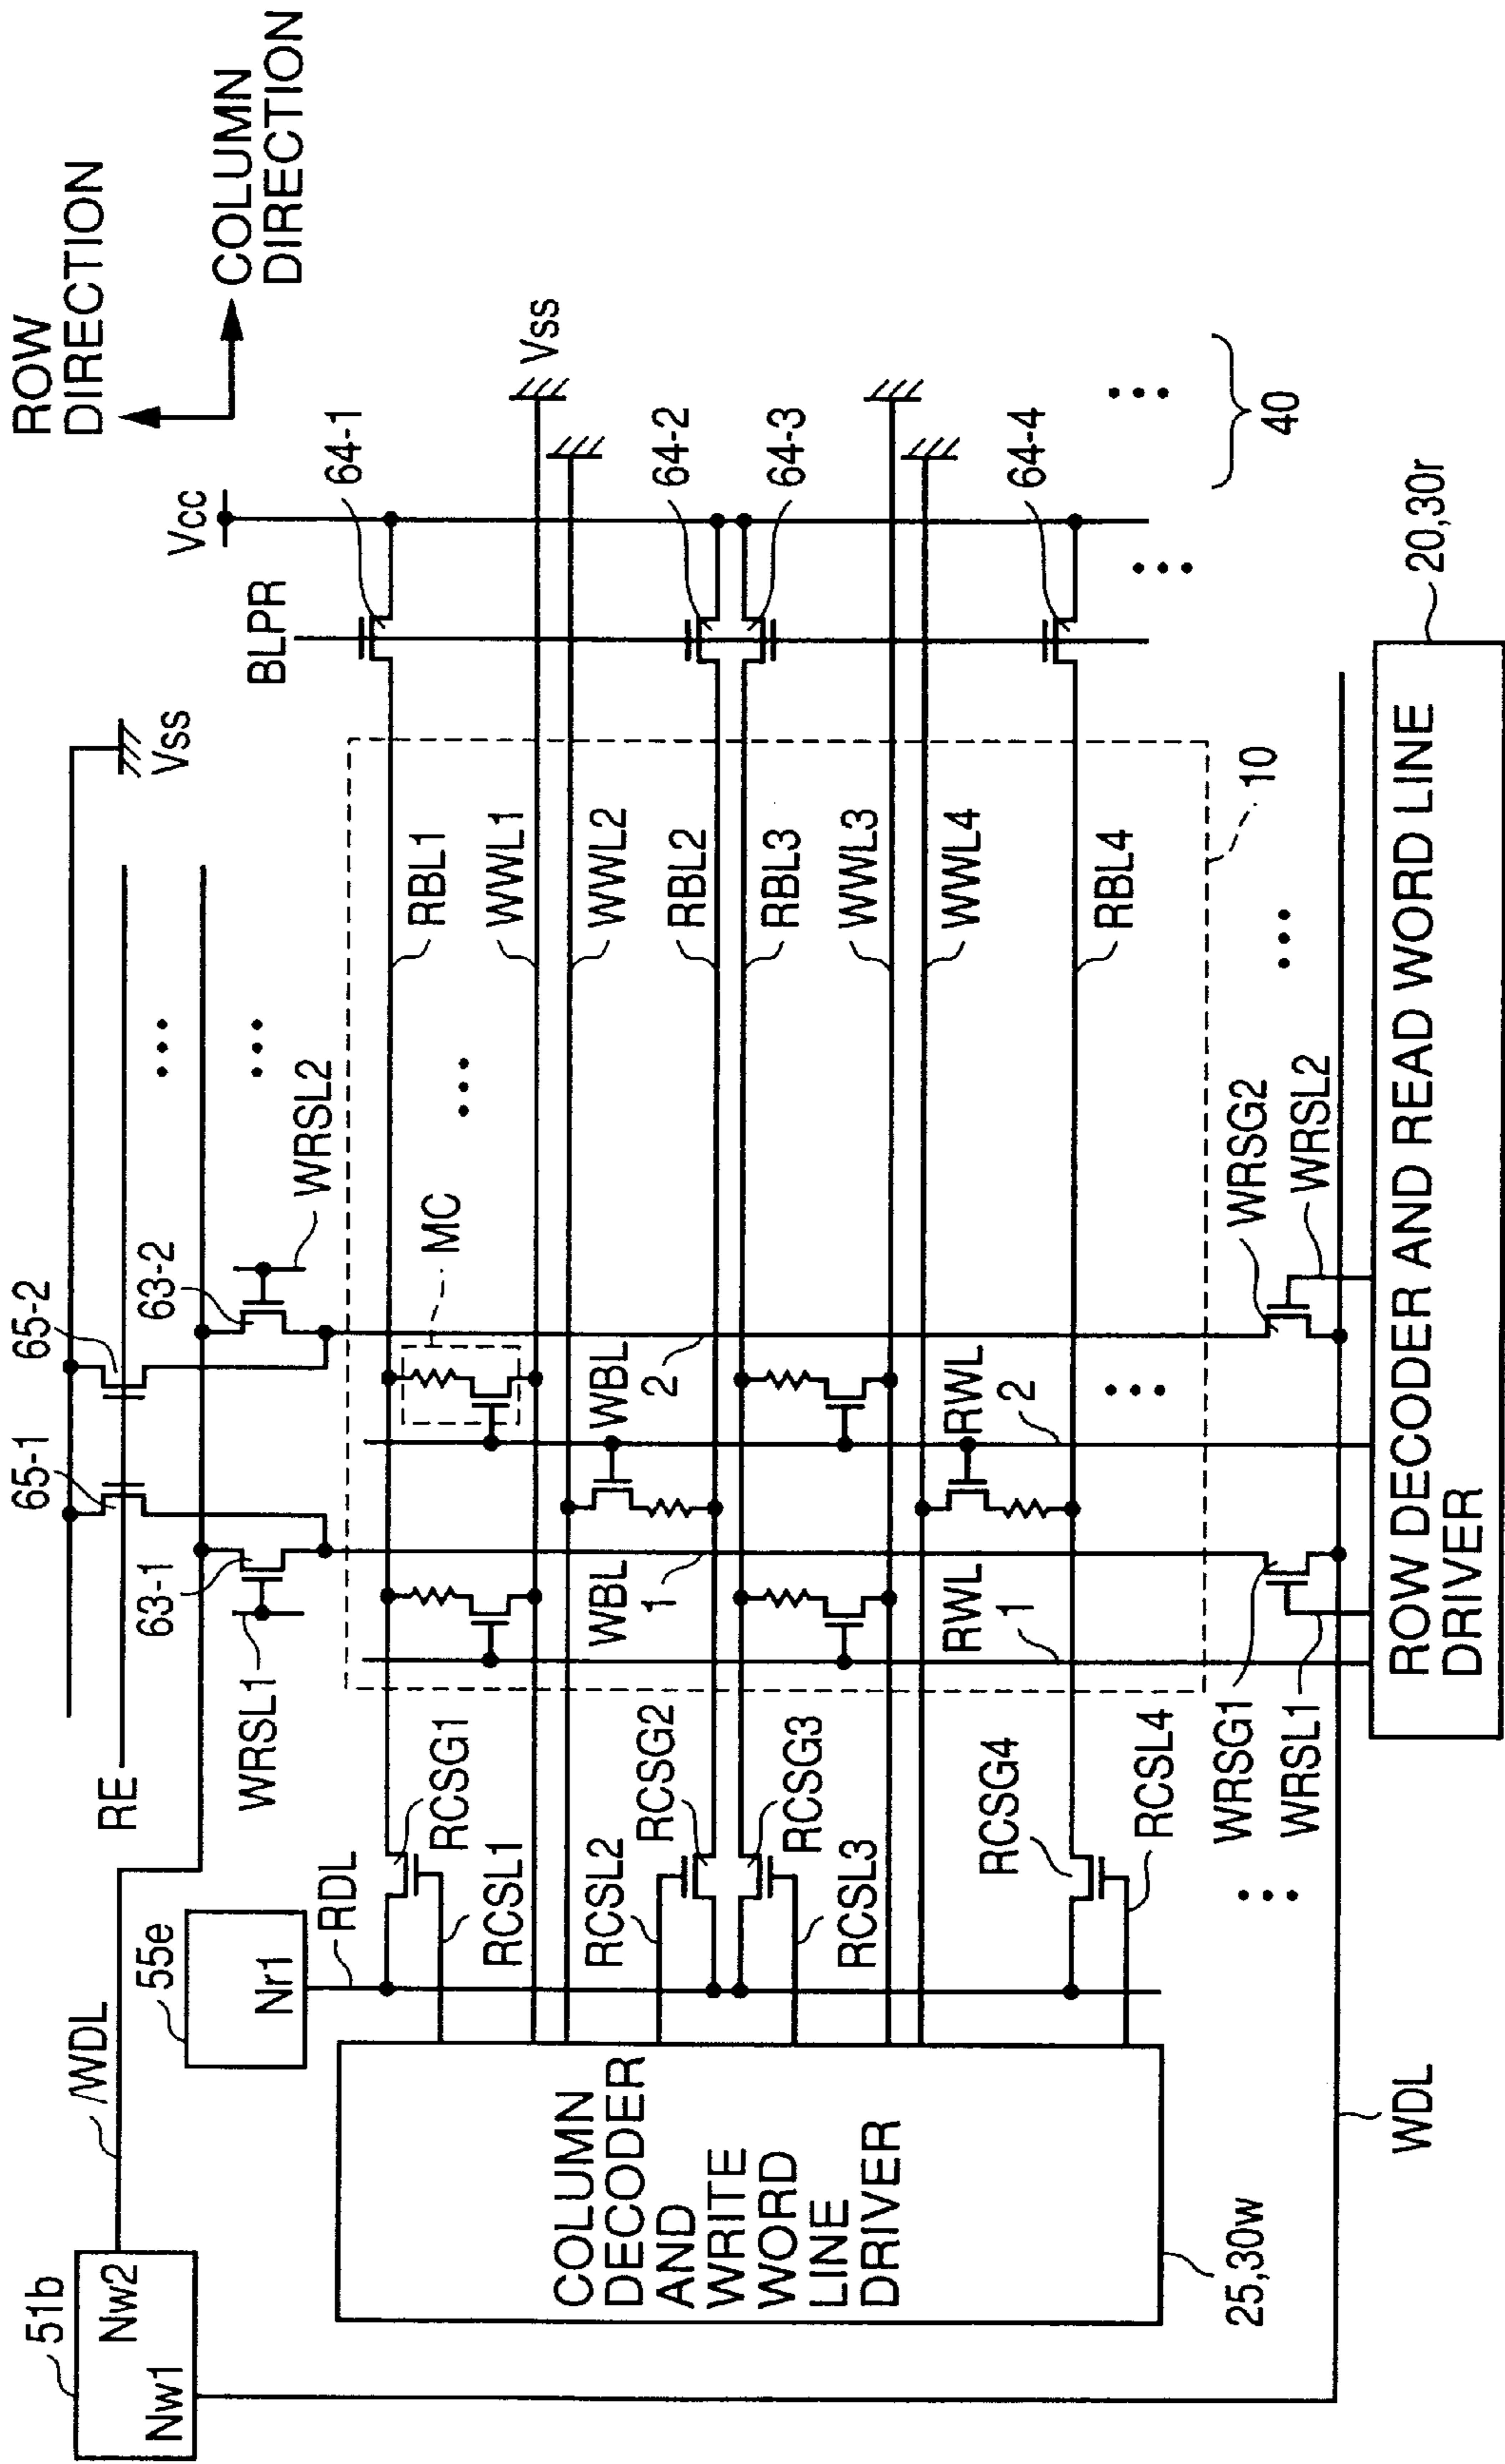 ROW
DIRECTION
COLUMN
DIRECTION
51b
Nw2
Nw1
/WDL
55e
Nr1
RDL
RE
WRSL1
63-1
65-1
65-2
63-2
WRSL2
Vss
BLPR
Vcc
64-1
Vss
64-2
64-3
64-4
40
COLUMN
DECODER
AND
WRITE
WORD
LINE
DRIVER
25,30w
RCSG1
RCSL1
RCSL2
RCSG2
RCSG3
RCSL3
RCSG4
RCSL4
MC
RBL1
WWL1
WWL2
RBL2
RBL3
WWL3
WWL4
RBL4
WBL
1
WBL
2
RWL
1
RWL
2
10
WRSG1
WRSL1
WRSG2
WRSL2
WDL
ROW DECODER AND READ WORD LINE
DRIVER
20,30r